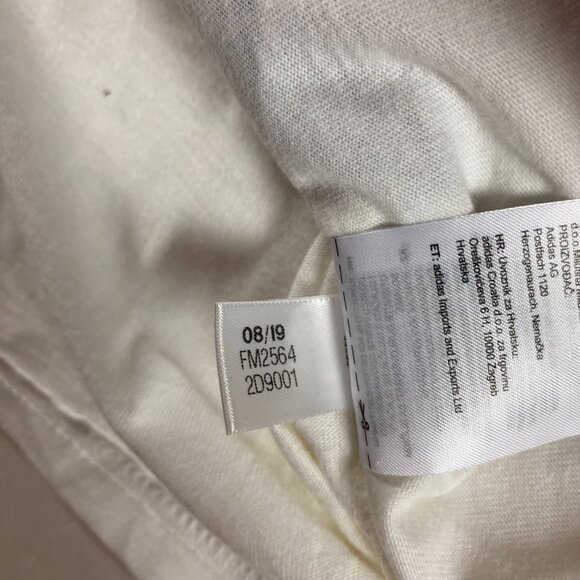 08/19
FM2564
2D9001
PROIZVOĐAČ:
Adidas AG
Postfach 1120
Herzogenaurach, Nemačka
HR: Uvoznik za Hrvatsku:
adidas Croatia d.o.o. za trgovinu
Oreškovićeva 6 H, 10000 Zagreb
Hrvatska
ET: adidas Imports and Exports Ltd